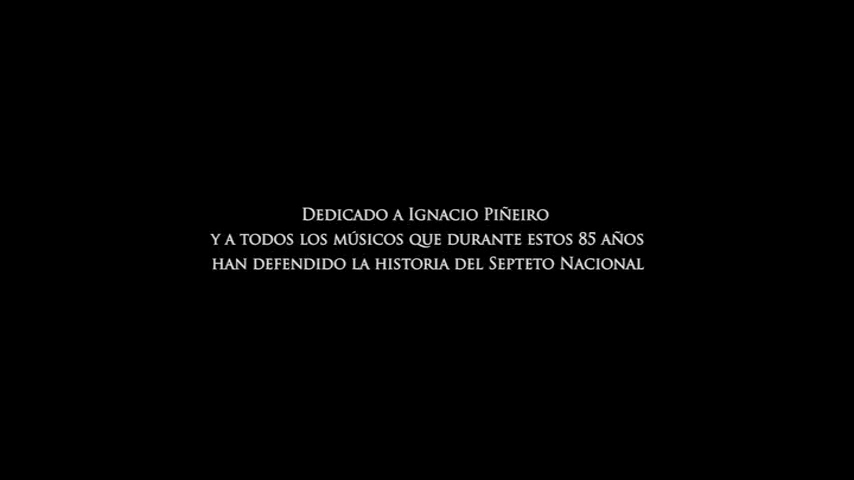 Dedicado a Ignacio Piñeiro
y a todos los músicos que durante estos 85 años
han defendido la historia del Septeto Nacional